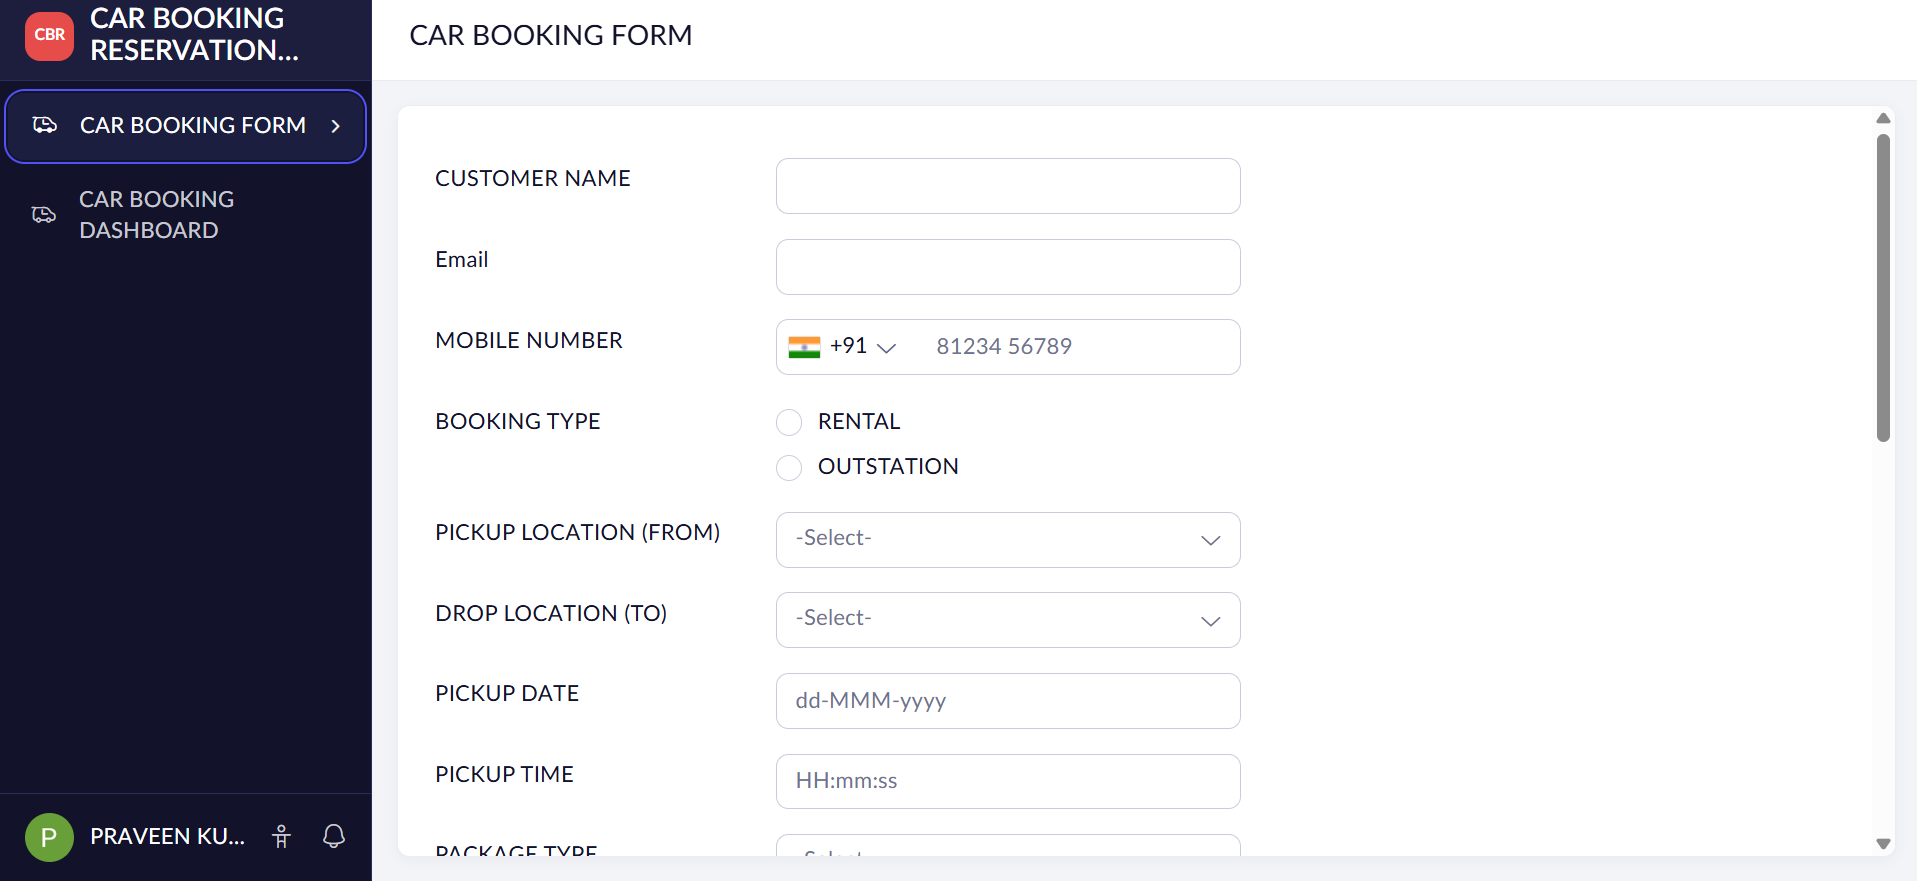 CBR
CAR BOOKING
RESERVATION...
CAR BOOKING FORM
CAR BOOKING
DASHBOARD
P
PRAVEEN KU...
CAR BOOKING FORM
CUSTOMER NAME
Email
MOBILE NUMBER
+91 81234 56789
BOOKING TYPE
RENTAL
OUTSTATION
PICKUP LOCATION (FROM)
-Select-
DROP LOCATION (TO)
-Select-
PICKUP DATE
dd-MMM-yyyy
PICKUP TIME
HH:mm:ss
PACKAGE TYPE
-Select-